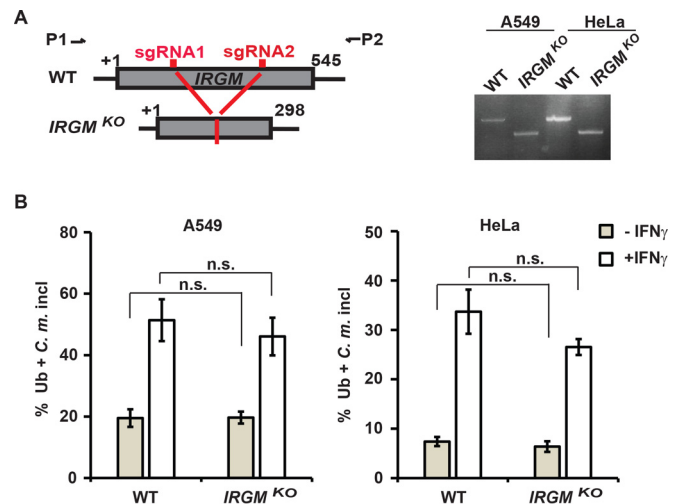 A
P1
P2
sgRNA1 sgRNA2
+1
545
WT
IRGM
+1
298
IRGM KO
A549
HeLa
WT
IRGM KO
WT
IRGM KO
B
A549
80
60
40
20
0
% Ub + C. m. incl
n.s.
n.s.
WT
IRGM KO
HeLa
50
40
30
20
10
0
% Ub + C. m. incl
n.s.
n.s.
WT
IRGM KO
- IFNγ
+IFNγ